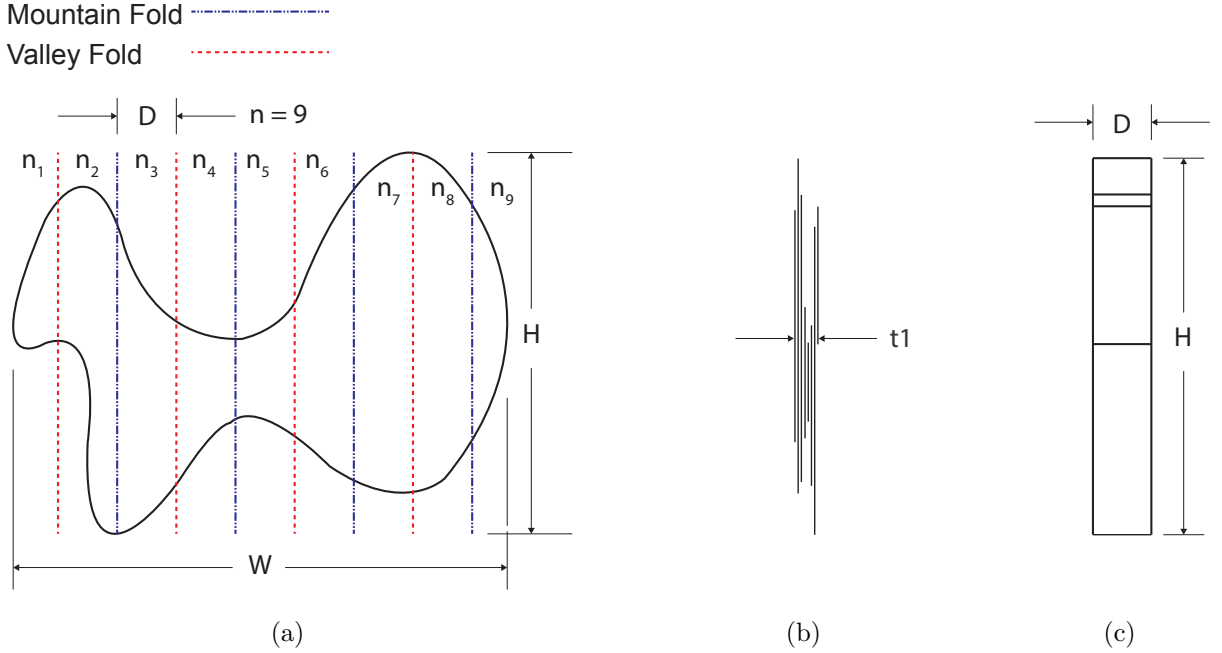 Mountain Fold
Valley Fold
D n = 9
n₁ n₂ n₃ n₄ n₅ n₆
n₇ n₈ n₉
H
W
(a)
t1
(b)
D
H
(c)